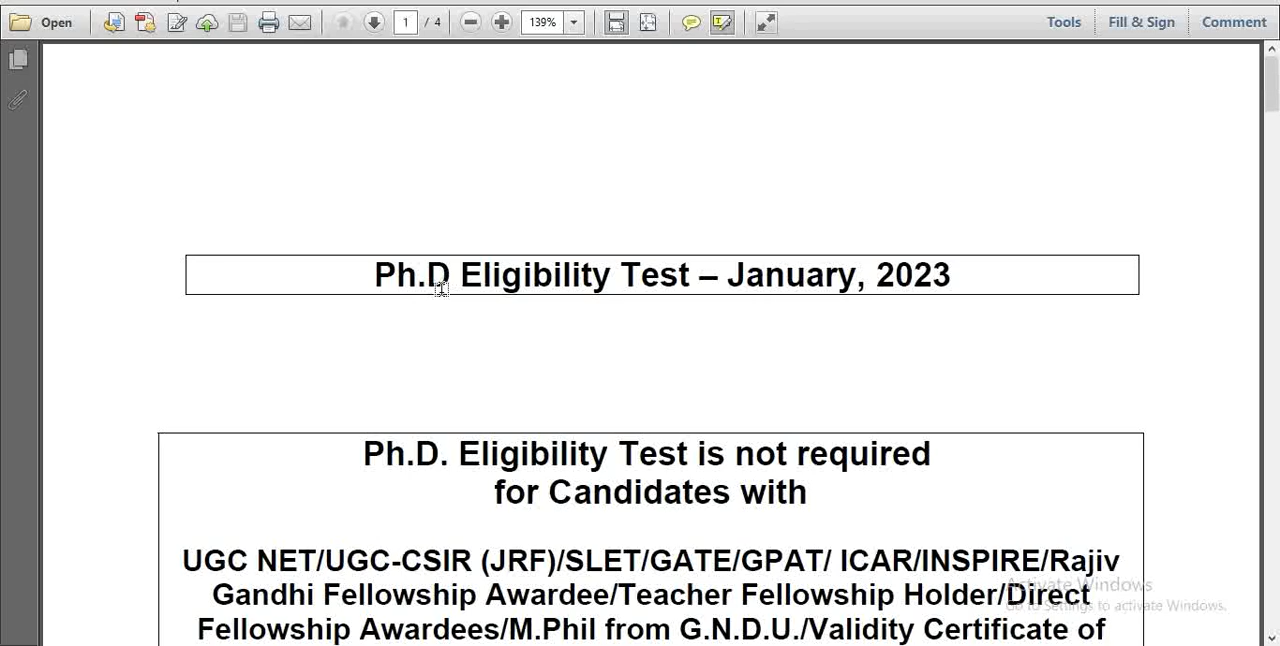 Open
1 / 4
139%
Tools
Fill & Sign
Comment
Ph.D Eligibility Test – January, 2023
Ph.D. Eligibility Test is not required
for Candidates with
UGC NET/UGC-CSIR (JRF)/SLET/GATE/GPAT/ ICAR/INSPIRE/Rajiv
Gandhi Fellowship Awardee/Teacher Fellowship Holder/Direct
Fellowship Awardees/M.Phil from G.N.D.U./Validity Certificate of
Activate Windows
Go to Settings to activate Windows.